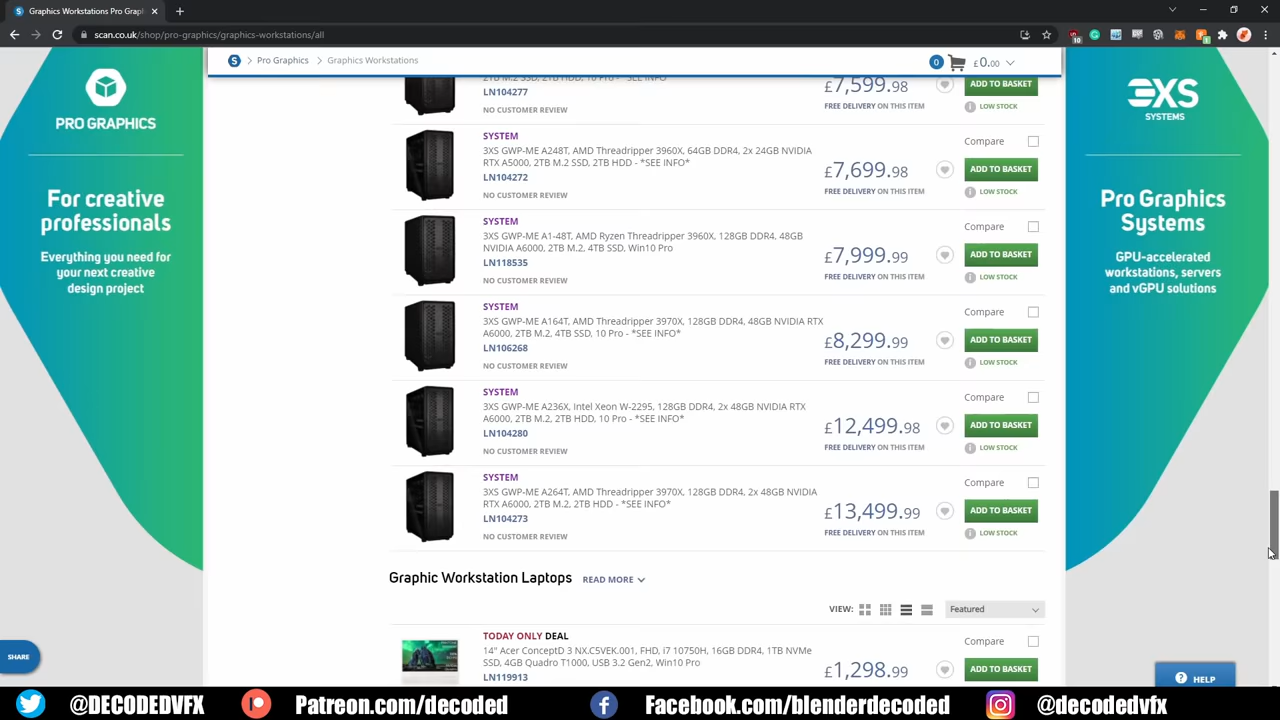 Graphics Workstations Pro Grap
scan.co.uk/shop/pro-graphics/graphics-workstations/all
Pro Graphics > Graphics Workstations
0 £0.00
PRO GRAPHICS
For creative
professionals
Everything you need for
your next creative
design project
3XS
SYSTEMS
Pro Graphics
Systems
GPU-accelerated
workstations, servers
and vGPU solutions
2TB M.2 SSD, 2TB HDD, 10 Pro - *SEE INFO*
LN104277
NO CUSTOMER REVIEW
£7,599.98
FREE DELIVERY ON THIS ITEM
ADD TO BASKET
LOW STOCK
SYSTEM
3XS GWP-ME A248T, AMD Threadripper 3960X, 64GB DDR4, 2x 24GB NVIDIA
RTX A5000, 2TB M.2 SSD, 2TB HDD - *SEE INFO*
LN104272
NO CUSTOMER REVIEW
£7,699.98
FREE DELIVERY ON THIS ITEM
Compare
ADD TO BASKET
LOW STOCK
SYSTEM
3XS GWP-ME A1-48T, AMD Ryzen Threadripper 3960X, 128GB DDR4, 48GB
NVIDIA A6000, 2TB M.2, 4TB SSD, Win10 Pro
LN118535
NO CUSTOMER REVIEW
£7,999.99
FREE DELIVERY ON THIS ITEM
Compare
ADD TO BASKET
LOW STOCK
SYSTEM
3XS GWP-ME A164T, AMD Threadripper 3970X, 128GB DDR4, 48GB NVIDIA RTX
A6000, 2TB M.2, 4TB SSD, 10 Pro - *SEE INFO*
LN106268
NO CUSTOMER REVIEW
£8,299.99
FREE DELIVERY ON THIS ITEM
Compare
ADD TO BASKET
LOW STOCK
SYSTEM
3XS GWP-ME A236X, Intel Xeon W-2295, 128GB DDR4, 2x 48GB NVIDIA RTX
A6000, 2TB M.2, 2TB HDD, 10 Pro - *SEE INFO*
LN104280
NO CUSTOMER REVIEW
£12,499.98
FREE DELIVERY ON THIS ITEM
Compare
ADD TO BASKET
LOW STOCK
SYSTEM
3XS GWP-ME A264T, AMD Threadripper 3970X, 128GB DDR4, 2x 48GB NVIDIA
RTX A6000, 2TB M.2, 2TB HDD - *SEE INFO*
LN104273
NO CUSTOMER REVIEW
£13,499.99
FREE DELIVERY ON THIS ITEM
Compare
ADD TO BASKET
LOW STOCK
Graphic Workstation Laptops READ MORE
VIEW: Featured
TODAY ONLY DEAL
14" Acer ConceptD 3 NX.C5VEK.001, FHD, i7 10750H, 16GB DDR4, 1TB NVMe
SSD, 4GB Quadro T1000, USB 3.2 Gen2, Win10 Pro
LN119913
£1,298.99
Compare
ADD TO BASKET
SHARE
HELP
@DECODEDVFX Patreon.com/decoded Facebook.com/blenderdecoded @decodedvfx